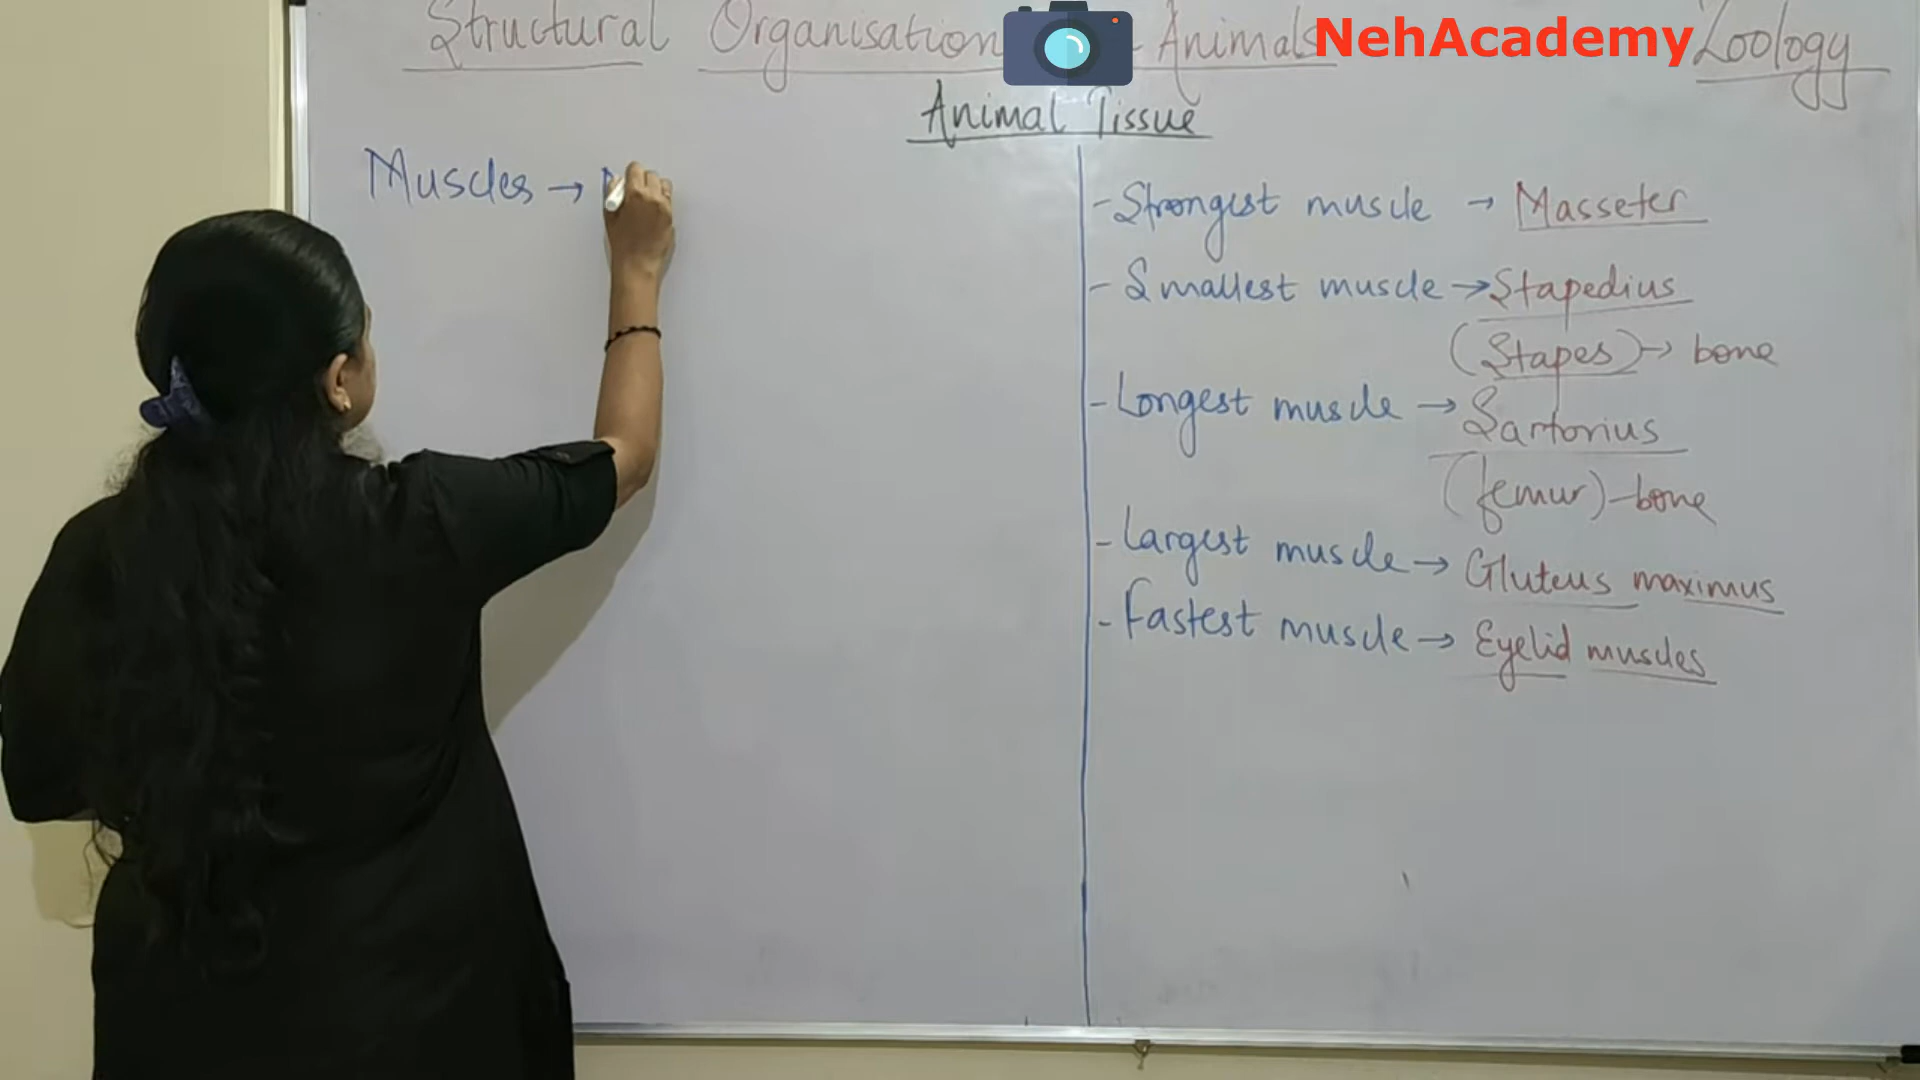 Structural Organisation Animals Zoology
NehAcademy
Animal Tissue
Muscles →
- Strongest muscle → Masseter
- Smallest muscle → Stapedius
(Stapes) → bone
- Longest muscle → Sartorius
(femur) - bone
- Largest muscle → Gluteus maximus
- Fastest muscle → Eyelid muscles